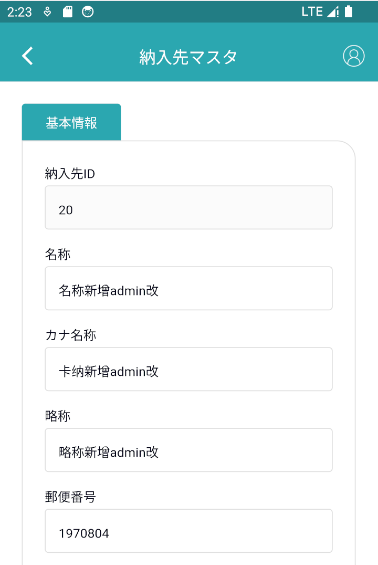 2:23
LTE
納入先マスタ
基本情報
納入先ID
20
名称
名称新增admin改
カナ名称
卡纳新增admin改
略称
略称新增admin改
郵便番号
1970804